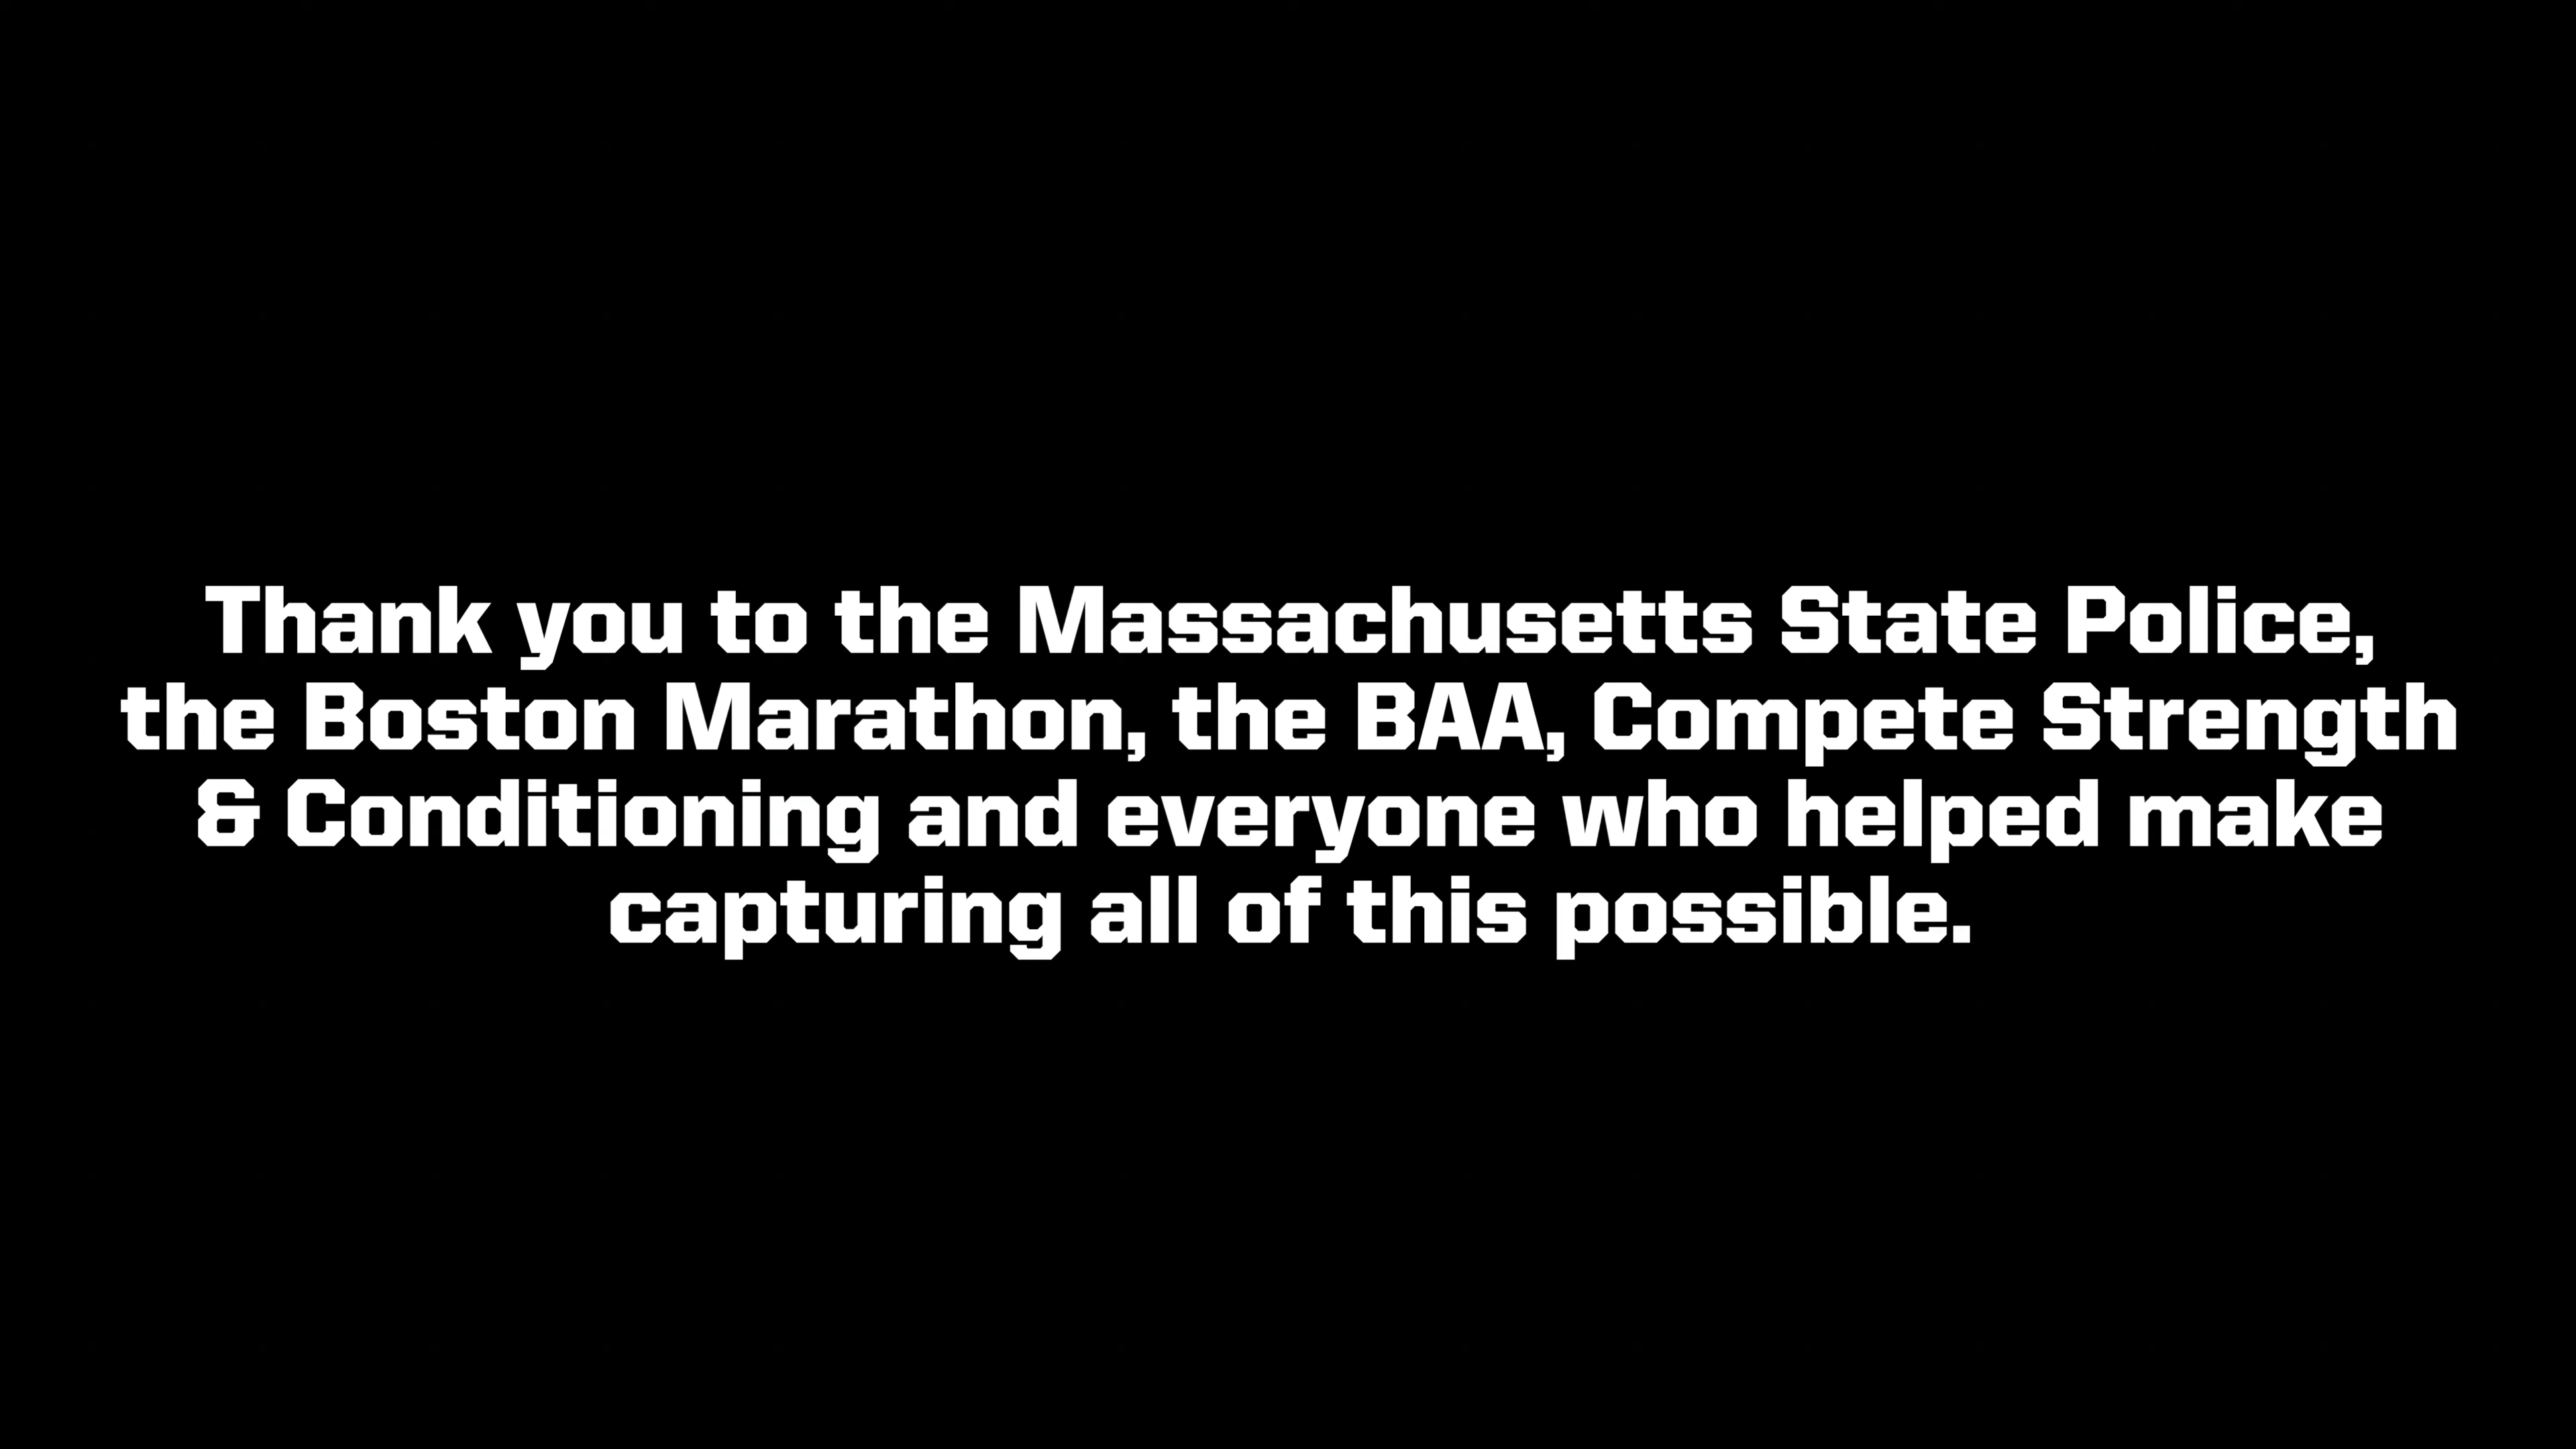 Thank you to the Massachusetts State Police,
the Boston Marathon, the BAA, Compete Strength
& Conditioning and everyone who helped make
capturing all of this possible.